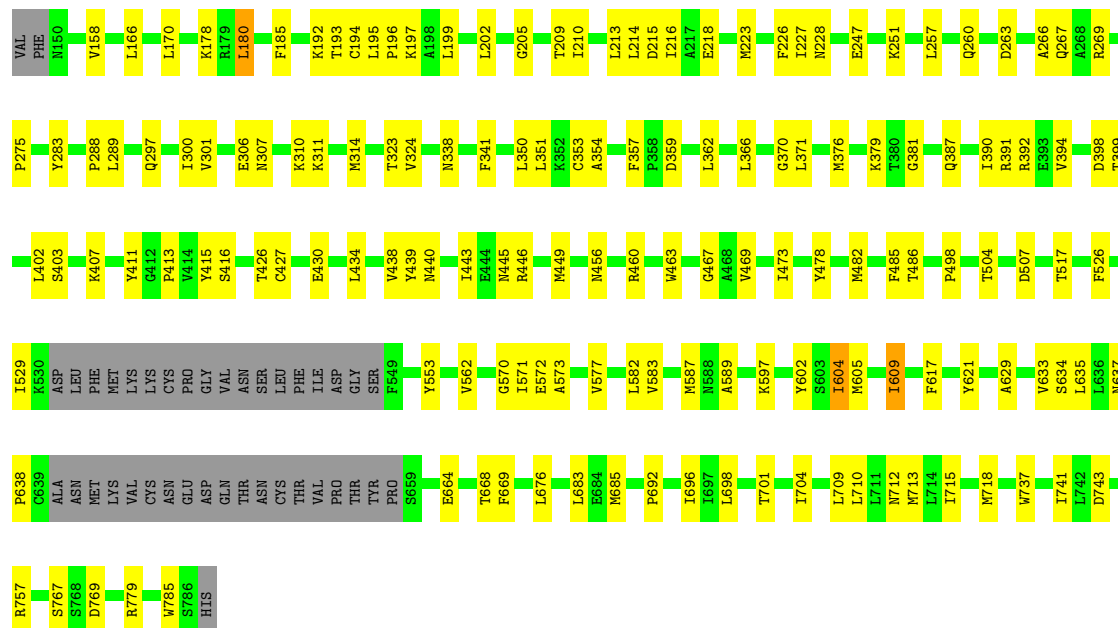 VAL PHE N150 V158 L166 L170 K178 R179 L180 F185 K192 T193 C194 L195 P196 K197 A198 L199 L202 G205 T209 I210 L213 L214 D215 I216 A217 E218 M223 F226 I227 N228 E247 K251 L257 Q260 D263 A266 Q267 A268 R269
P275 Y283 P288 L289 Q297 I300 V301 E306 N307 K310 K311 M314 T323 V324 N338 F341 L350 L351 K352 C353 A354 F357 P358 D359 L362 L366 G370 L371 M376 K379 T380 G381 Q387 I390 R391 R392 E393 V394 D398 T399
L402 S403 K407 Y411 G412 P413 V414 Y415 S416 T426 C427 E430 L434 V438 Y439 N440 I443 E444 N445 R446 M449 N456 R460 W463 G467 A468 V469 I473 Y478 M482 F485 T486 P498 T504 D507 T517 F526
I529 K530 ASP LEU PHE MET LYS LYS CYS PRO GLY VAL ASN SER LEU PHE ILE ASP GLY SER F549 Y553 V562 G570 I571 E572 A573 V577 L582 V583 M587 N588 A589 K597 Y602 S603 I604 M605 I609 F617 Y621 A629 V633 S634 L635 L636 N637
P638 C639 ALA ASN MET LYS VAL CYS ASN GLU ASP GLN THR ASN CYS THR VAL PRO THR TYR PRO S659 E664 T668 F669 L676 L683 E684 M685 P692 I696 I697 L698 T701 I704 L709 L710 L711 N712 M713 L714 I715 M718 W737 I741 L742 D743
R757 S767 S768 D769 R779 W785 S786 HIS